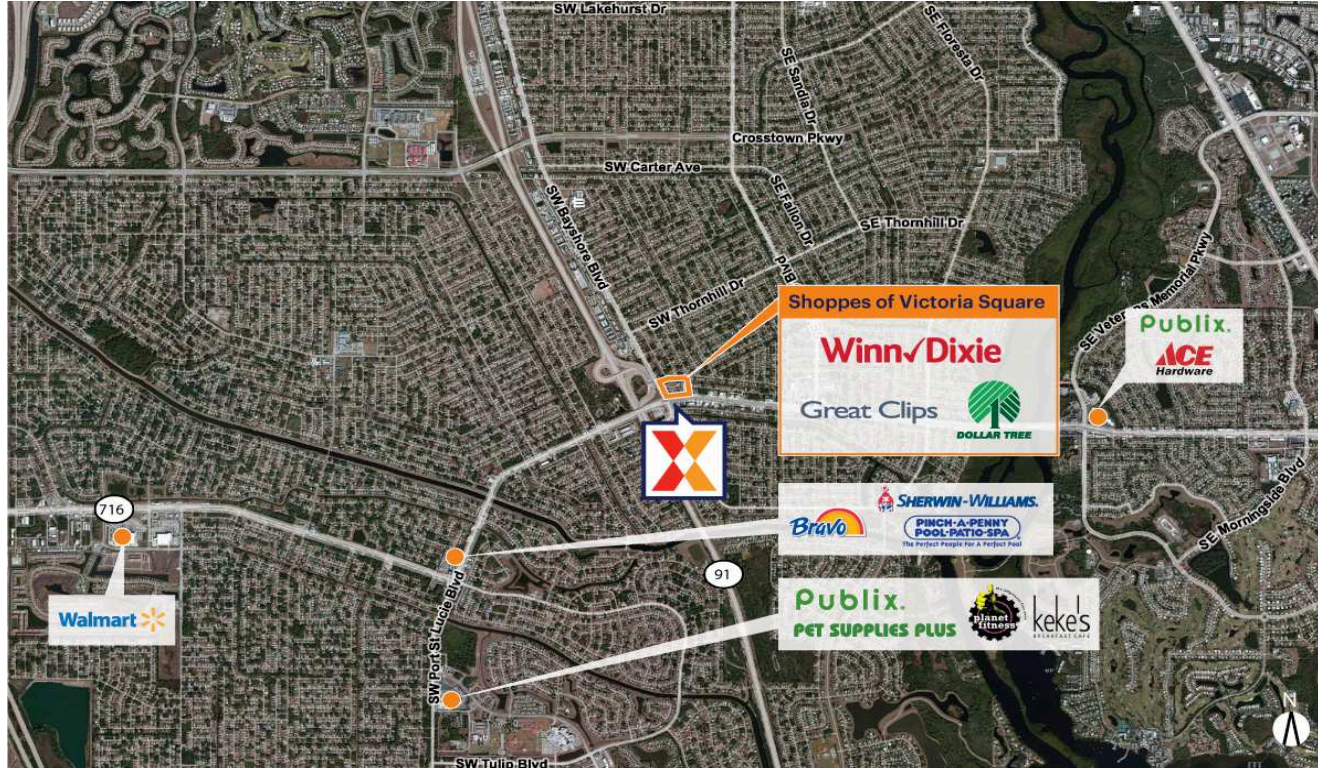 SW Lakehurst Dr
SE Floresta Dr
SE Sandia Dr
Crosstown Pkwy
SW Carter Ave
SE Fallon Dr
SW Bayshore Blvd
SE Thornhill Dr
Blvd
SW Thornhill Dr
SE Veterans Memorial Pkwy
Shoppes of Victoria Square
Winn✓Dixie
Great Clips
DOLLAR TREE
Publix.
ACE
Hardware
716
Walmart
Bravo
SHERWIN-WILLIAMS.
PINCH-A-PENNY
POOL-PATIO-SPA
The Perfect People For A Perfect Pool
SE Morningside Blvd
91
SW Port St. Lucie Blvd
Publix.
PET SUPPLIES PLUS
planet
fitness
keke's
BREAKFAST CAFE
SW Tulip Blvd
N